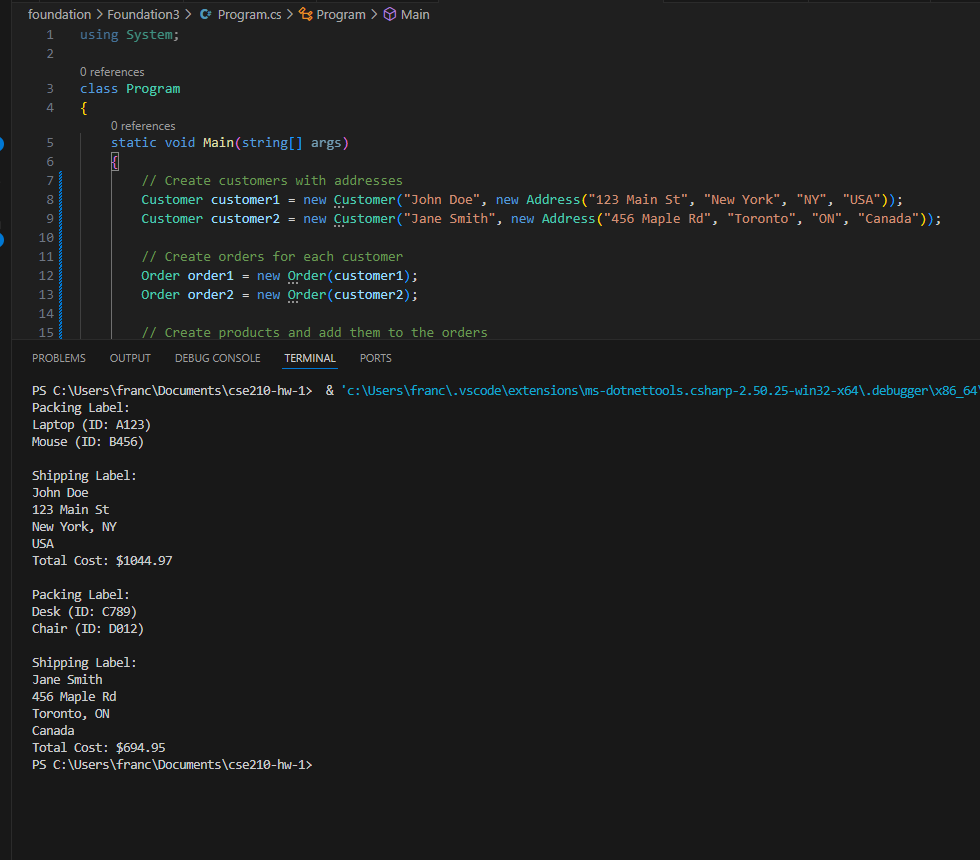 foundation > Foundation3 > Program.cs > Program > Main
1 using System;
2
0 references
3 class Program
4 {
0 references
5 static void Main(string[] args)
6 {
7 // Create customers with addresses
8 Customer customer1 = new Customer("John Doe", new Address("123 Main St", "New York", "NY", "USA"));
9 Customer customer2 = new Customer("Jane Smith", new Address("456 Maple Rd", "Toronto", "ON", "Canada"));
10
11 // Create orders for each customer
12 Order order1 = new Order(customer1);
13 Order order2 = new Order(customer2);
14
15 // Create products and add them to the orders
PROBLEMS OUTPUT DEBUG CONSOLE TERMINAL PORTS
PS C:\Users\franc\Documents\cse210-hw-1> & 'c:\Users\franc\.vscode\extensions\ms-dotnettools.csharp-2.50.25-win32-x64\.debugger\x86_64\
Packing Label:
Laptop (ID: A123)
Mouse (ID: B456)
Shipping Label:
John Doe
123 Main St
New York, NY
USA
Total Cost: $1044.97
Packing Label:
Desk (ID: C789)
Chair (ID: D012)
Shipping Label:
Jane Smith
456 Maple Rd
Toronto, ON
Canada
Total Cost: $694.95
PS C:\Users\franc\Documents\cse210-hw-1>